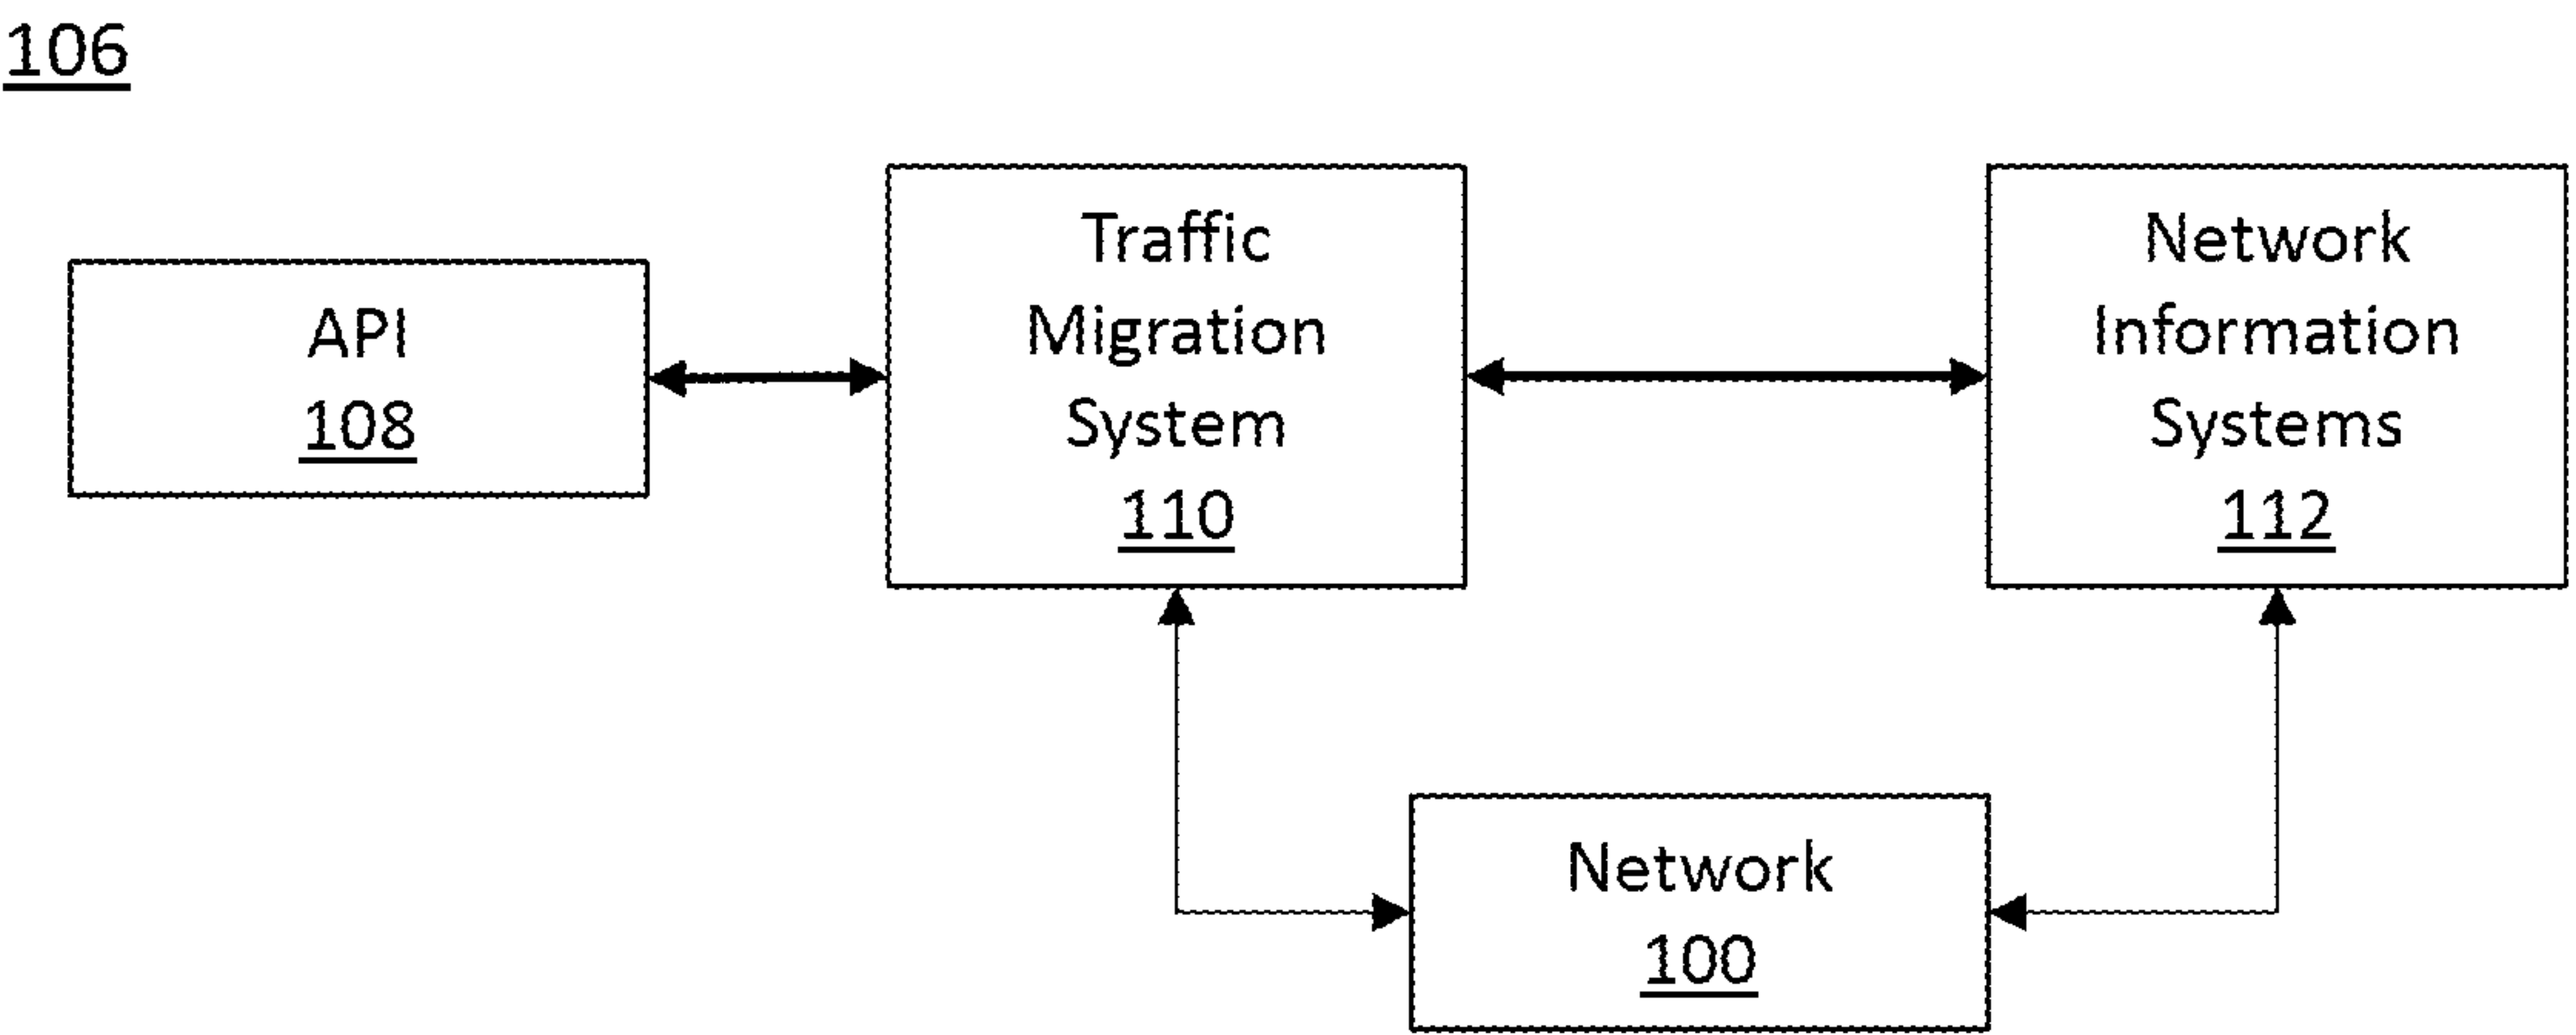 106
API
108
Traffic
Migration
System
110
Network
Information
Systems
112
Network
100